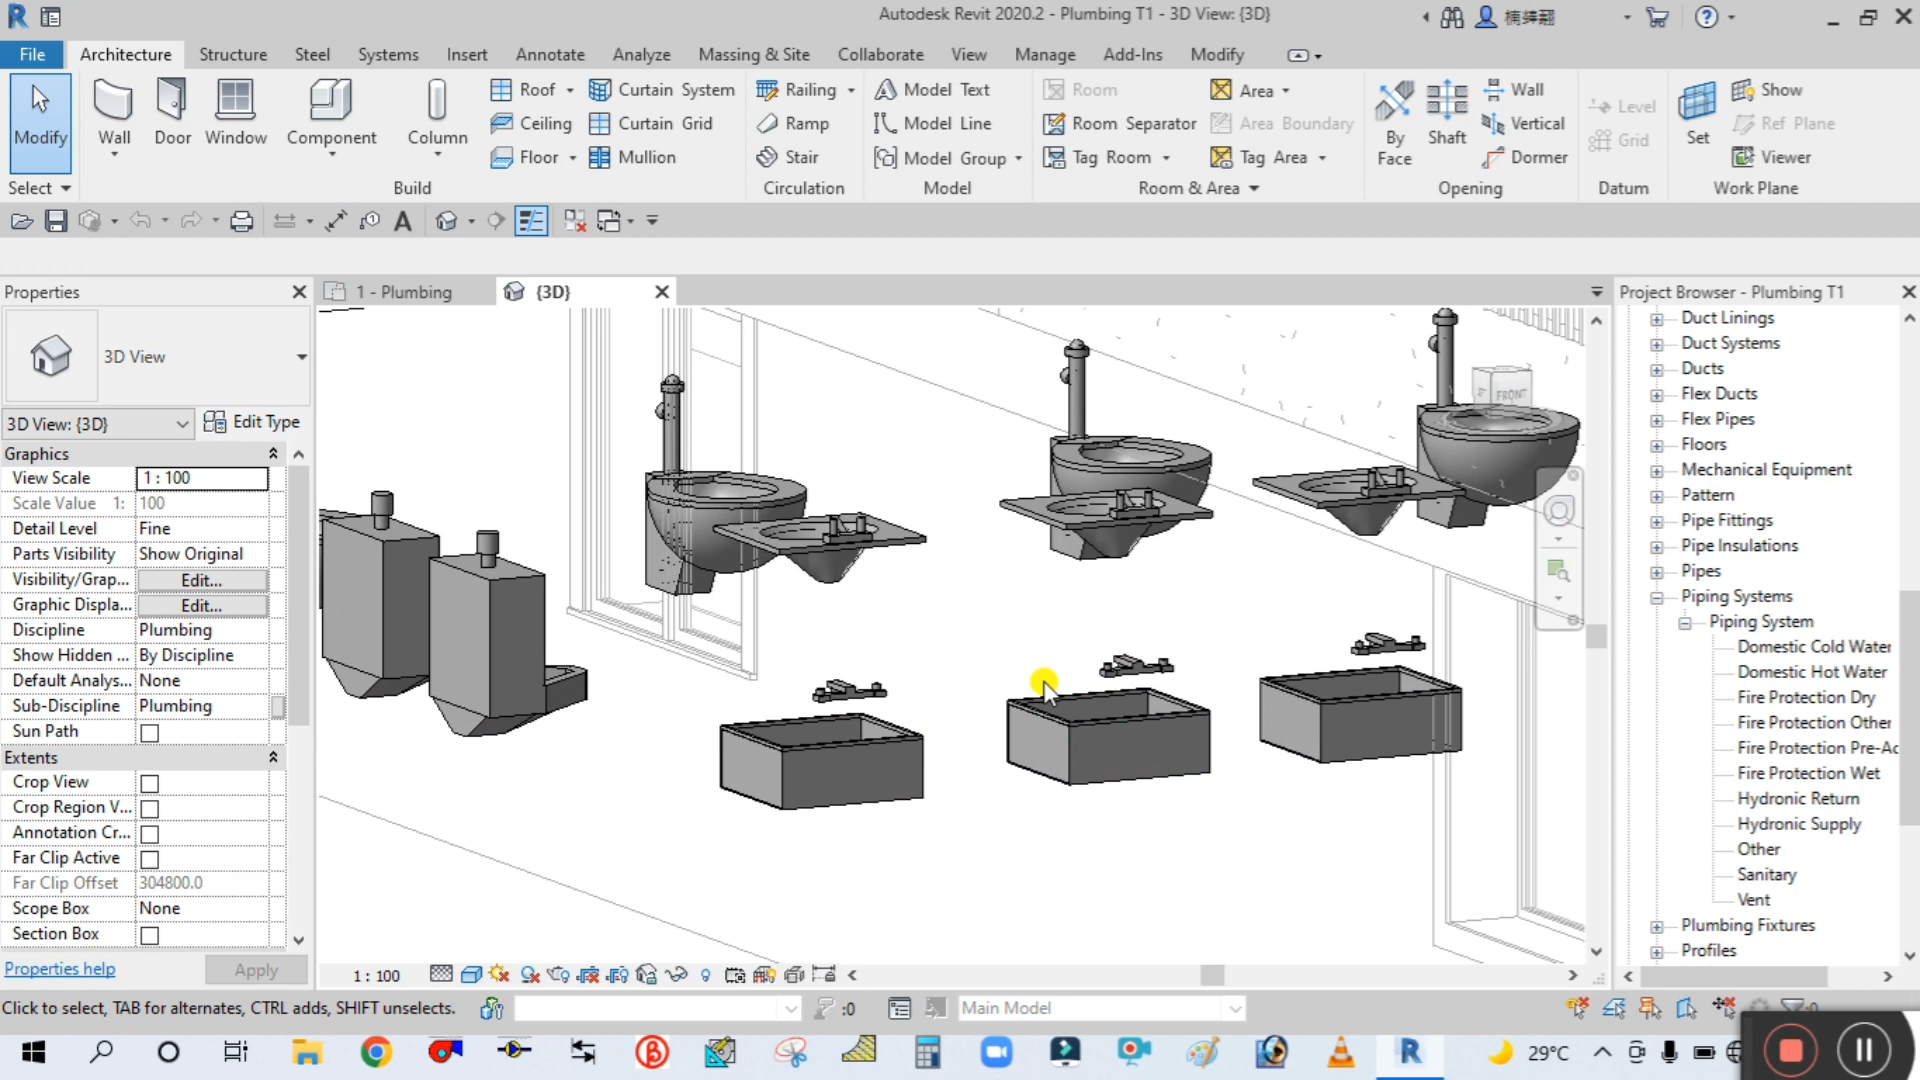 Autodesk Revit 2020.2 - Plumbing T1 - 3D View: {3D}
File Architecture Structure Steel Systems Insert Annotate Analyze Massing & Site Collaborate View Manage Add-Ins Modify
Modify
Wall
Door
Window
Component
Column
Roof
Ceiling
Floor
Curtain System
Curtain Grid
Mullion
Railing
Ramp
Stair
Model Text
Model Line
Model Group
Room
Room Separator
Tag Room
Area
Area Boundary
Tag Area
By Face
Shaft
Wall
Vertical
Dormer
Level
Grid
Set
Show
Ref Plane
Viewer
Select Build Circulation Model Room & Area Opening Datum Work Plane
Properties
1 - Plumbing
{3D}
Project Browser - Plumbing T1
3D View
3D View: {3D}
Edit Type
Graphics
View Scale 1 : 100
Scale Value 1: 100
Detail Level Fine
Parts Visibility Show Original
Visibility/Grap... Edit...
Graphic Displa... Edit...
Discipline Plumbing
Show Hidden ... By Discipline
Default Analys... None
Sub-Discipline Plumbing
Sun Path
Extents
Crop View
Crop Region V...
Annotation Cr...
Far Clip Active
Far Clip Offset 304800.0
Scope Box None
Section Box
Properties help
Apply
FRONT
Duct Linings
Duct Systems
Ducts
Flex Ducts
Flex Pipes
Floors
Mechanical Equipment
Pattern
Pipe Fittings
Pipe Insulations
Pipes
Piping Systems
Piping System
Domestic Cold Water
Domestic Hot Water
Fire Protection Dry
Fire Protection Other
Fire Protection Pre-Ac
Fire Protection Wet
Hydronic Return
Hydronic Supply
Other
Sanitary
Vent
Plumbing Fixtures
Profiles
1 : 100
Click to select, TAB for alternates, CTRL adds, SHIFT unselects.
:0
Main Model
29°C